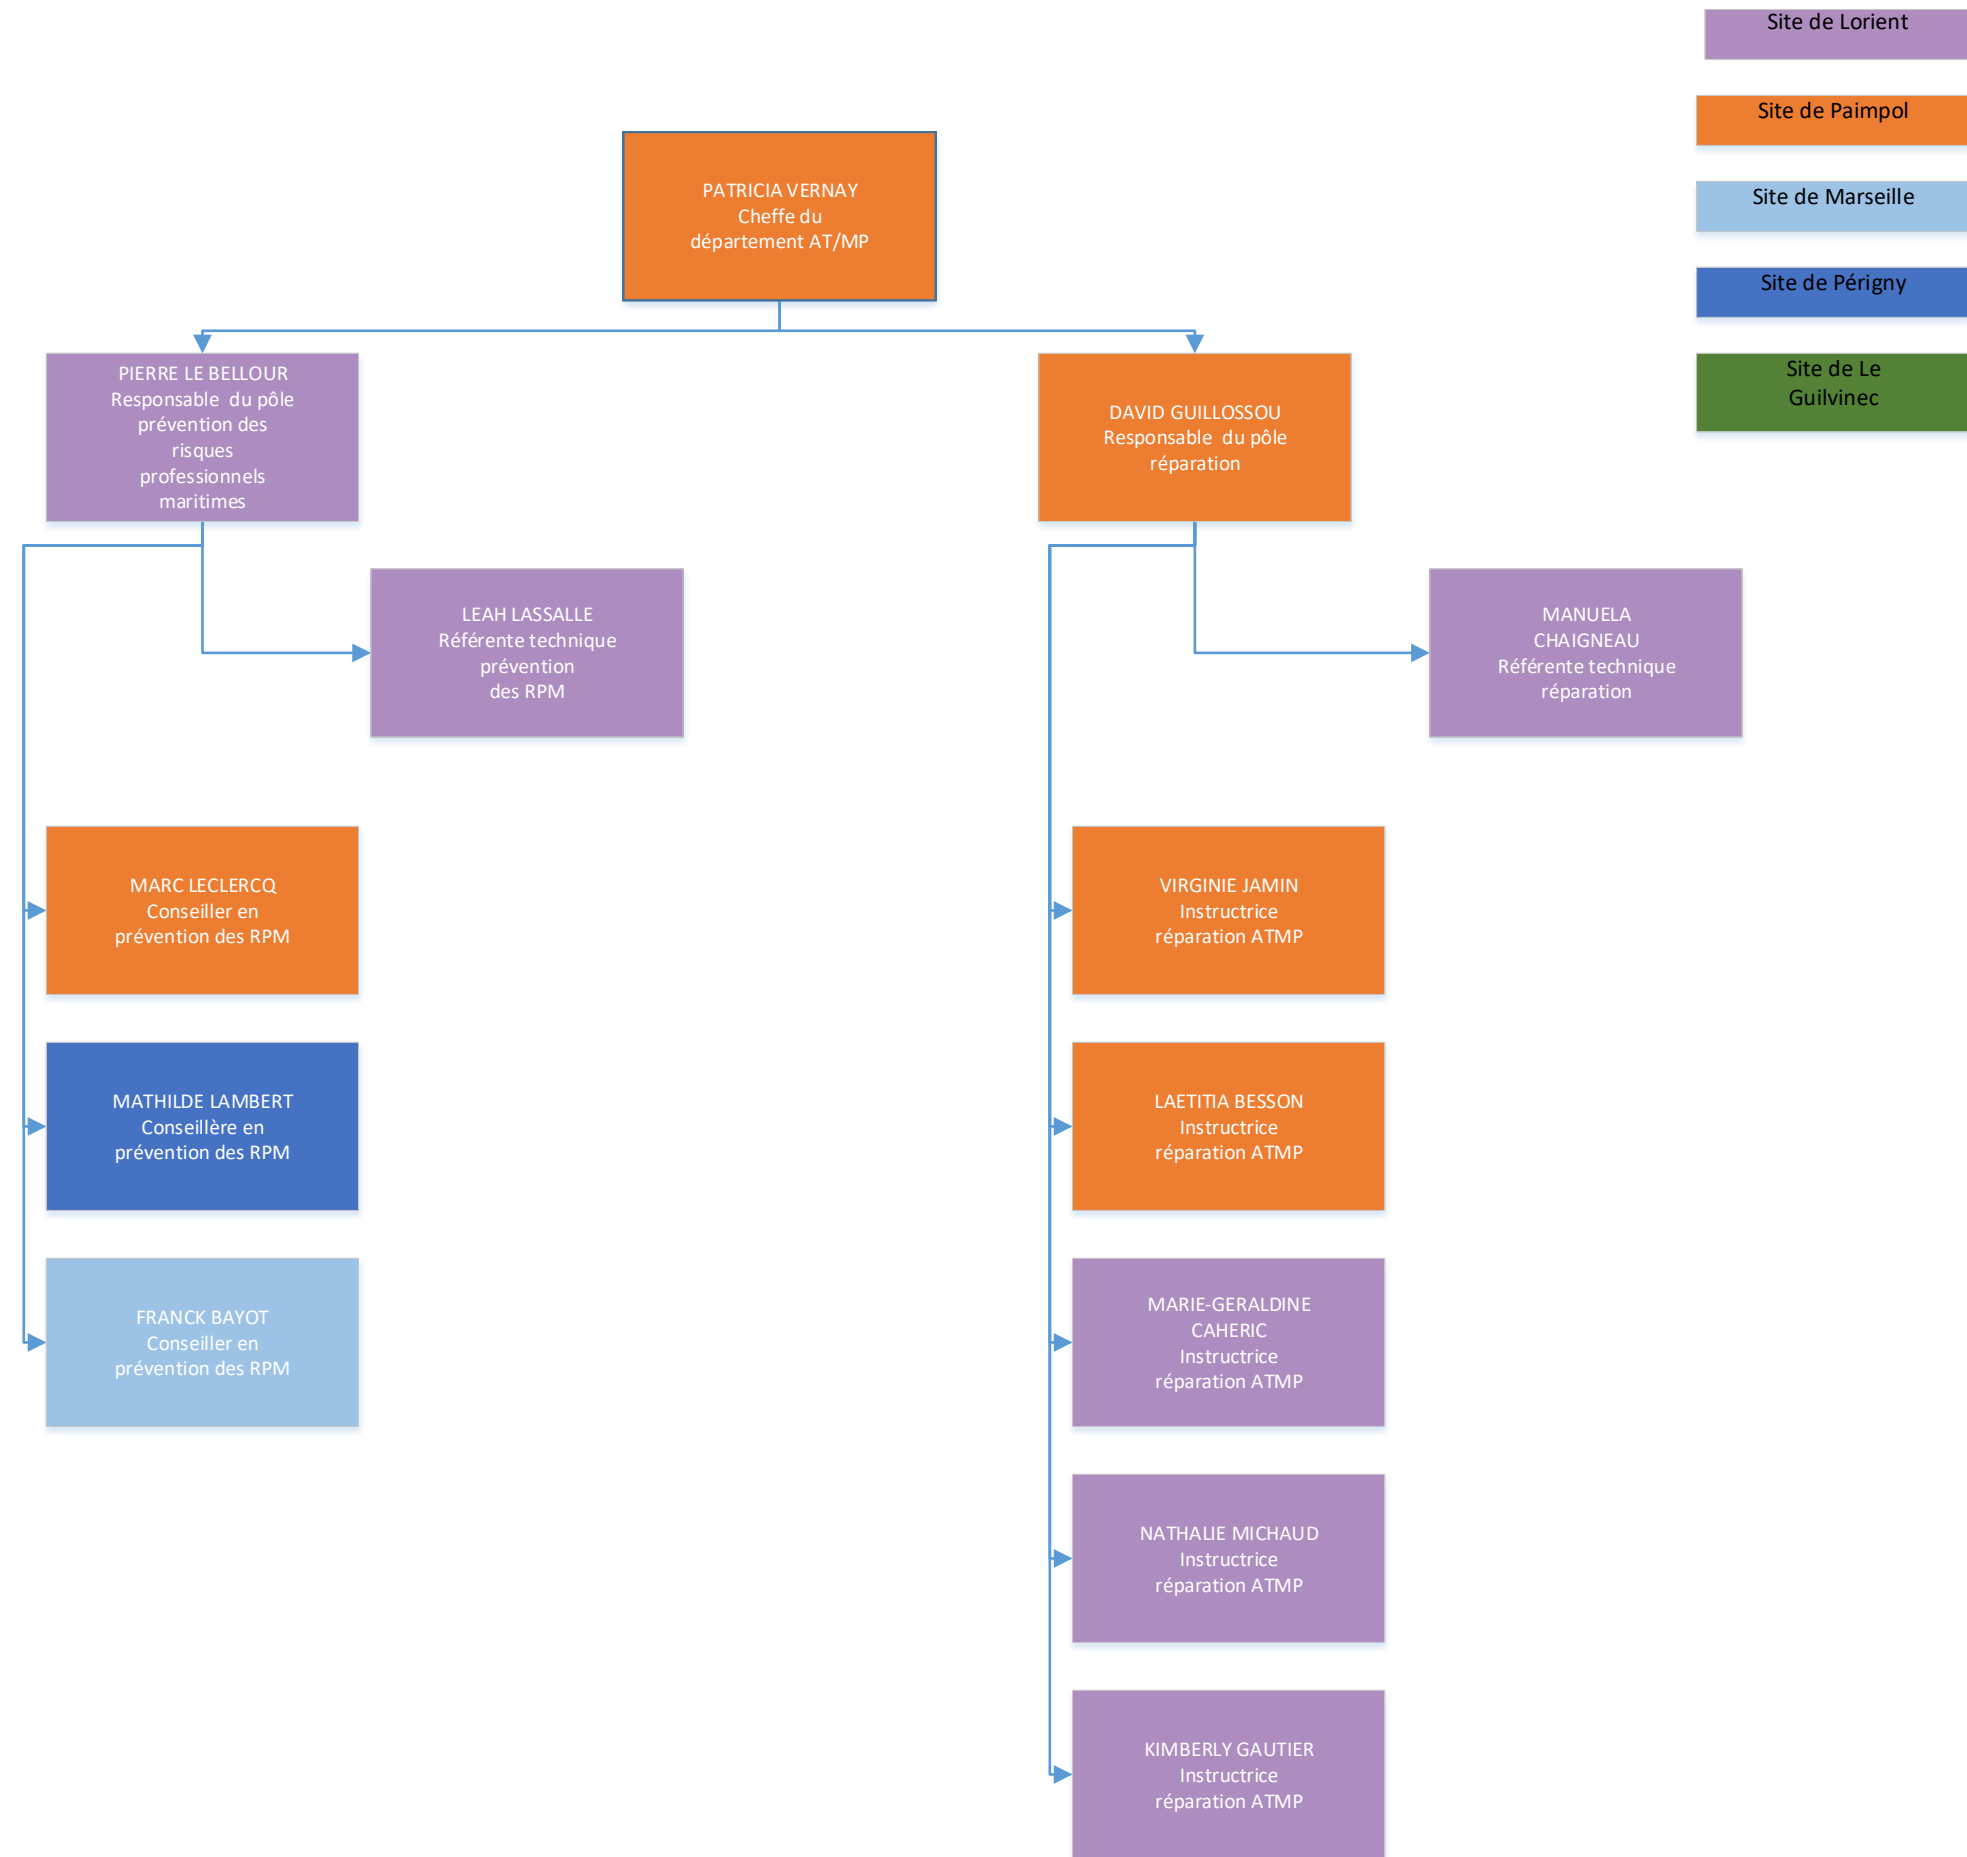 Site de Lorient
Site de Paimpol
Site de Marseille
Site de Périgny
Site de Le
Guilvinec
PATRICIA VERNAY
Cheffe du
département AT/MP
PIERRE LE BELLOUR
Responsable  du pôle
prévention des
risques
professionnels
maritimes
DAVID GUILLOSSOU
Responsable  du pôle
réparation
LEAH LASSALLE
Référente technique
prévention
des RPM
MANUELA
CHAIGNEAU
Référente technique
réparation
MARC LECLERCQ
Conseiller en
prévention des RPM
MATHILDE LAMBERT
Conseillère en
prévention des RPM
FRANCK BAYOT
Conseiller en
prévention des RPM
VIRGINIE JAMIN
Instructrice
réparation ATMP
LAETITIA BESSON
Instructrice
réparation ATMP
MARIE-GERALDINE
CAHERIC
Instructrice
réparation ATMP
NATHALIE MICHAUD
Instructrice
réparation ATMP
KIMBERLY GAUTIER
Instructrice
réparation ATMP